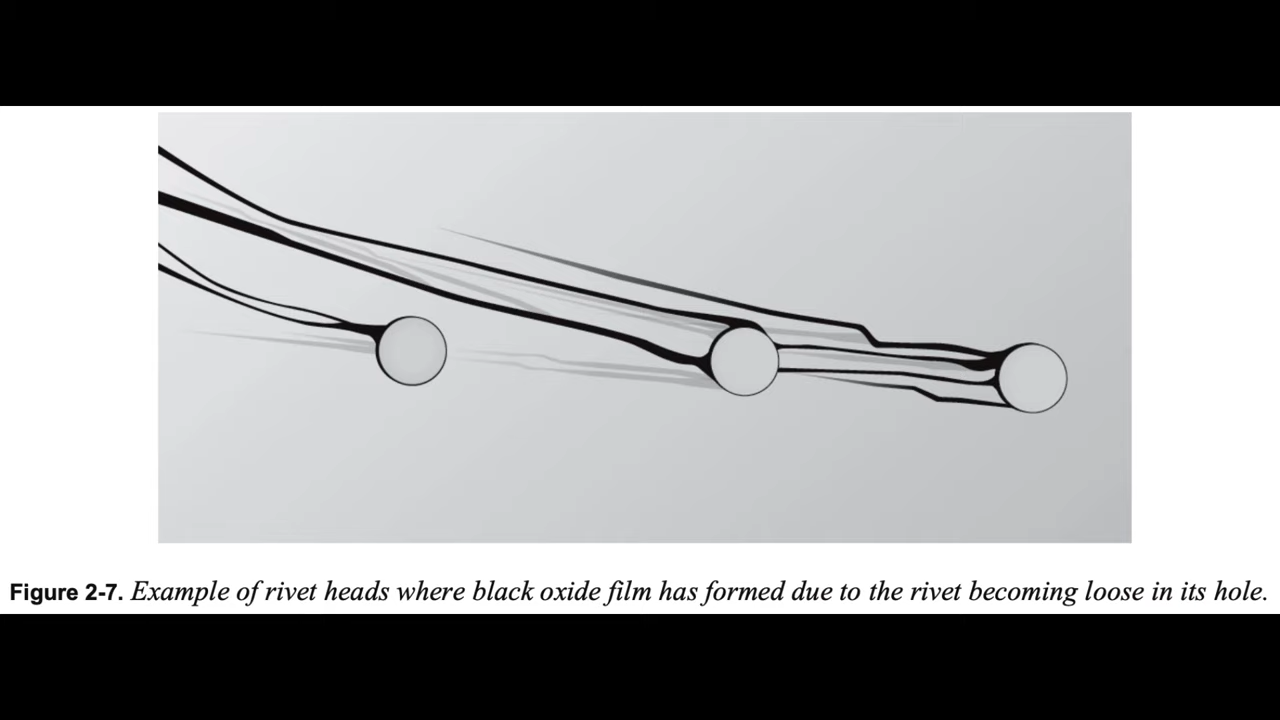 Figure 2-7. Example of rivet heads where black oxide film has formed due to the rivet becoming loose in its hole.